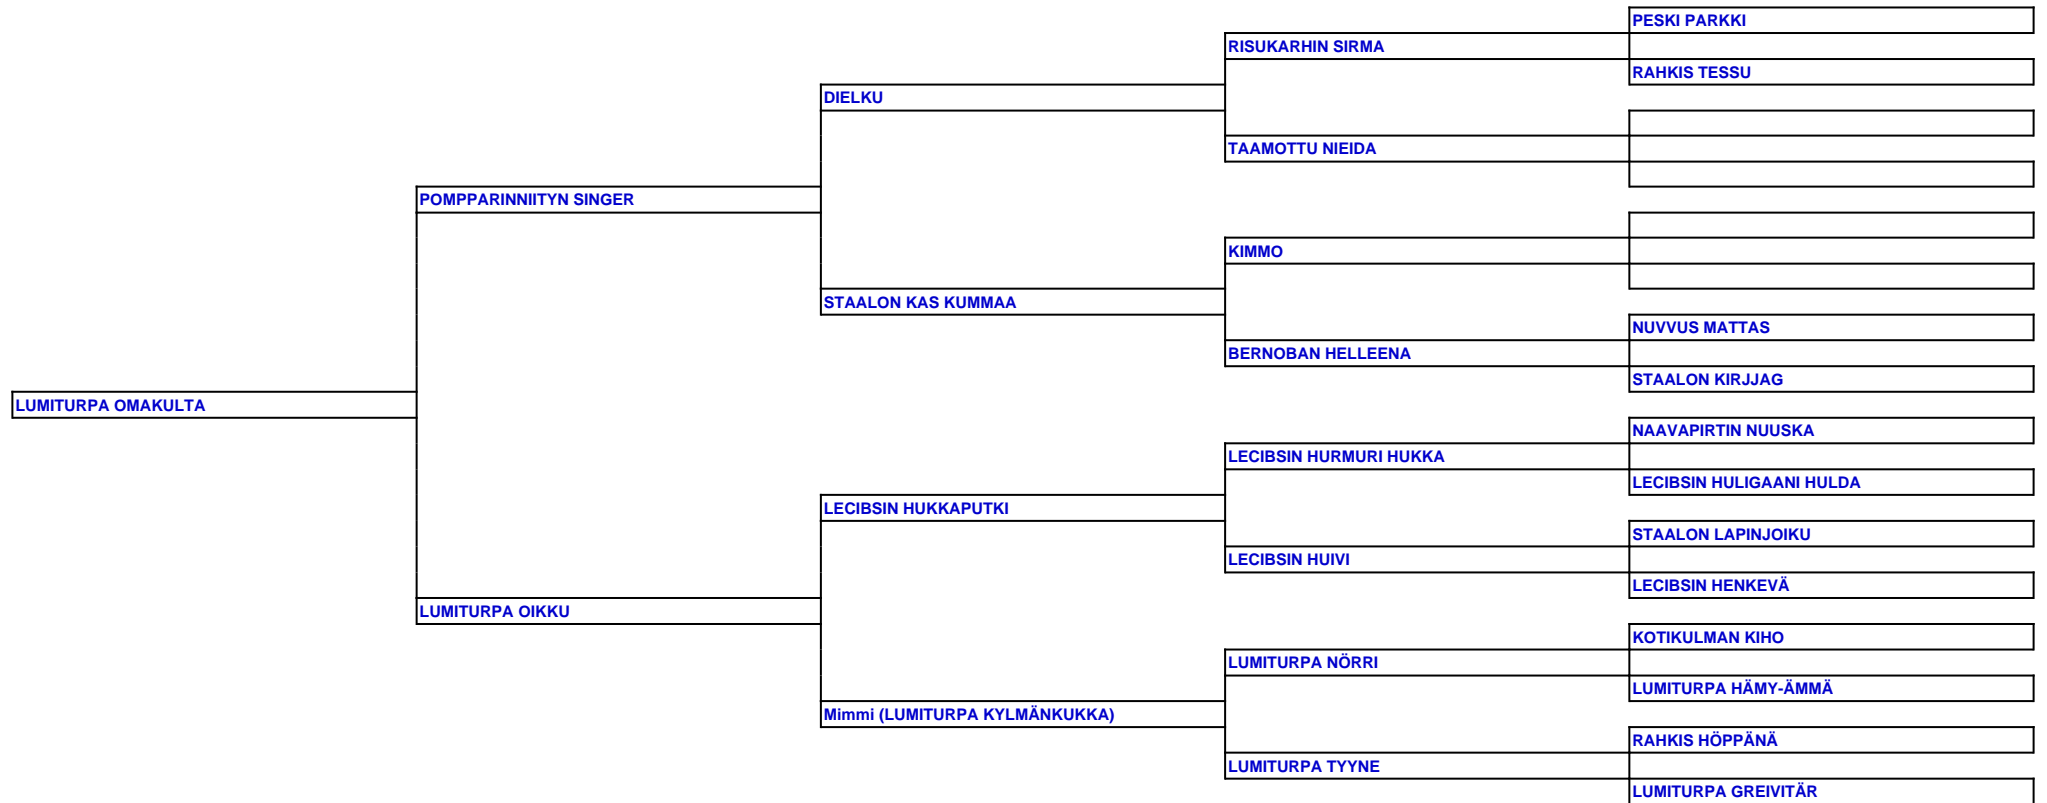 PESKI PARKKI
RISUKARHIN SIRMA
RAHKIS TESSU
DIELKU
TAAMOTTU NIEIDA
POMPPARINNIITYN SINGER
KIMMO
STAALON KAS KUMMAA
NUVVUS MATTAS
BERNOBAN HELLEENA
STAALON KIRJJAG
LUMITURPA OMAKULTA
NAAVAPIRTIN NUUSKA
LECIBSIN HURMURI HUKKA
LECIBSIN HULIGAANI HULDA
LECIBSIN HUKKAPUTKI
STAALON LAPINJOIKU
LECIBSIN HUIVI
LECIBSIN HENKEVÄ
LUMITURPA OIKKU
KOTIKULMAN KIHO
LUMITURPA NÖRRI
LUMITURPA HÄMY-ÄMMÄ
Mimmi (LUMITURPA KYLMÄNKUKKA)
RAHKIS HÖPPÄNÄ
LUMITURPA TYYNE
LUMITURPA GREIVITÄR